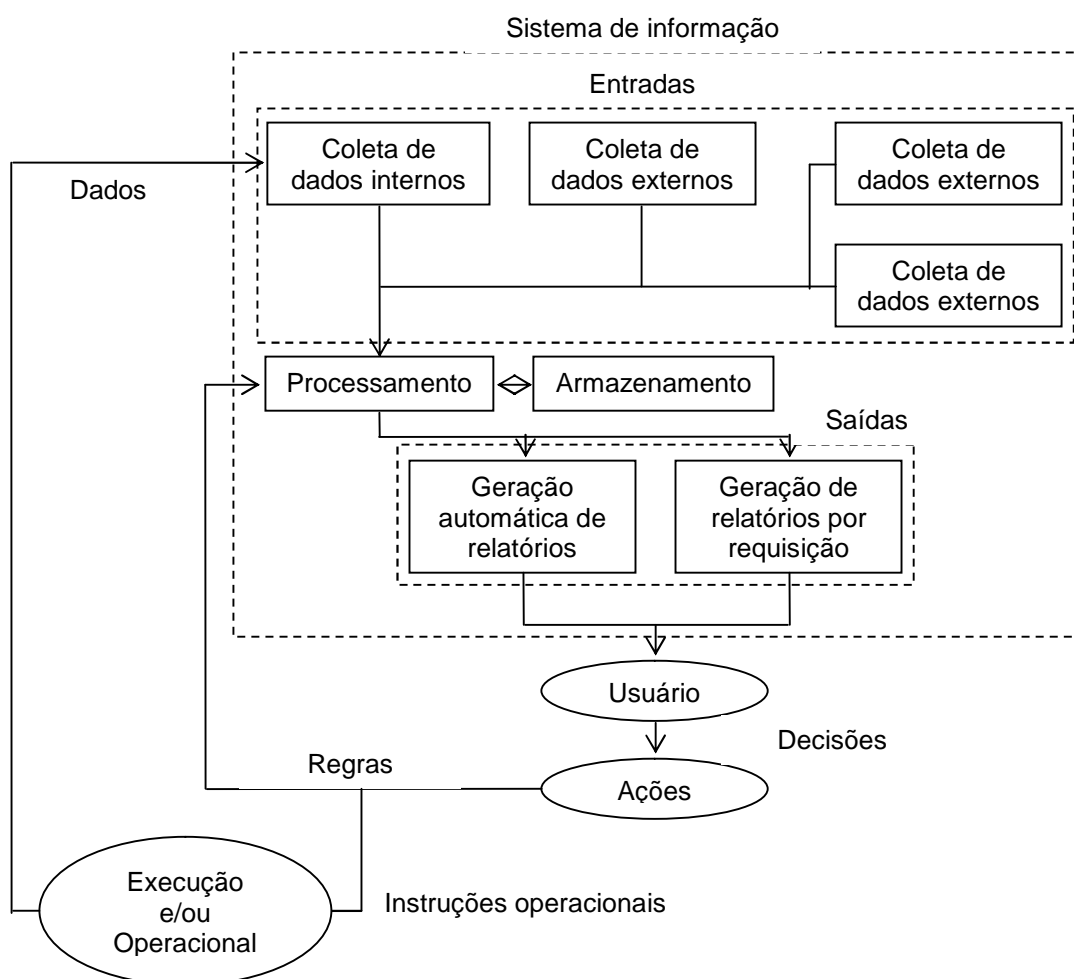 Sistema de informação
Entradas
Coleta de
dados internos
Coleta de
dados externos
Coleta de
dados externos
Dados
Coleta de
dados externos
Processamento
Armazenamento
Saídas
Geração
automática de
relatórios
Geração de
relatórios por
requisição
Usuário
Decisões
Regras
Ações
Execução
e/ou
Operacional
Instruções operacionais